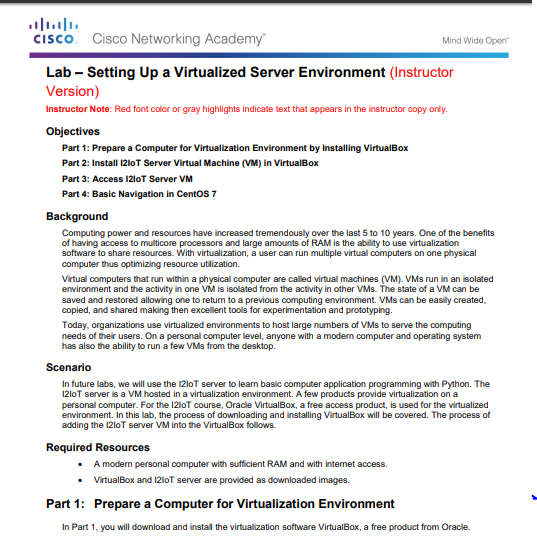 CISCO. Cisco Networking Academy® Mind Wide Open®
Lab – Setting Up a Virtualized Server Environment (Instructor
Version)
Instructor Note: Red font color or gray highlights indicate text that appears in the instructor copy only.
Objectives
Part 1: Prepare a Computer for Virtualization Environment by Installing VirtualBox
Part 2: Install I2IoT Server Virtual Machine (VM) in VirtualBox
Part 3: Access I2IoT Server VM
Part 4: Basic Navigation in CentOS 7
Background
Computing power and resources have increased tremendously over the last 5 to 10 years. One of the benefits
of having access to multicore processors and large amounts of RAM is the ability to use virtualization
software to share resources. With virtualization, a user can run multiple virtual computers on one physical
computer thus optimizing resource utilization.
Virtual computers that run within a physical computer are called virtual machines (VM). VMs run in an isolated
environment and the activity in one VM is isolated from the activity in other VMs. The state of a VM can be
saved and restored allowing one to return to a previous computing environment. VMs can be easily created,
copied, and shared making then excellent tools for experimentation and prototyping.
Today, organizations use virtualized environments to host large numbers of VMs to serve the computing
needs of their users. On a personal computer level, anyone with a modern computer and operating system
has also the ability to run a few VMs from the desktop.
Scenario
In future labs, we will use the I2IoT server to learn basic computer application programming with Python. The
I2IoT server is a VM hosted in a virtualization environment. A few products provide virtualization on a
personal computer. For the I2IoT course, Oracle VirtualBox, a free access product, is used for the virtualized
environment. In this lab, the process of downloading and installing VirtualBox will be covered. The process of
adding the I2IoT server VM into the VirtualBox follows.
Required Resources
• A modern personal computer with sufficient RAM and with internet access.
• VirtualBox and I2IoT server are provided as downloaded images.
Part 1: Prepare a Computer for Virtualization Environment
In Part 1, you will download and install the virtualization software VirtualBox, a free product from Oracle.